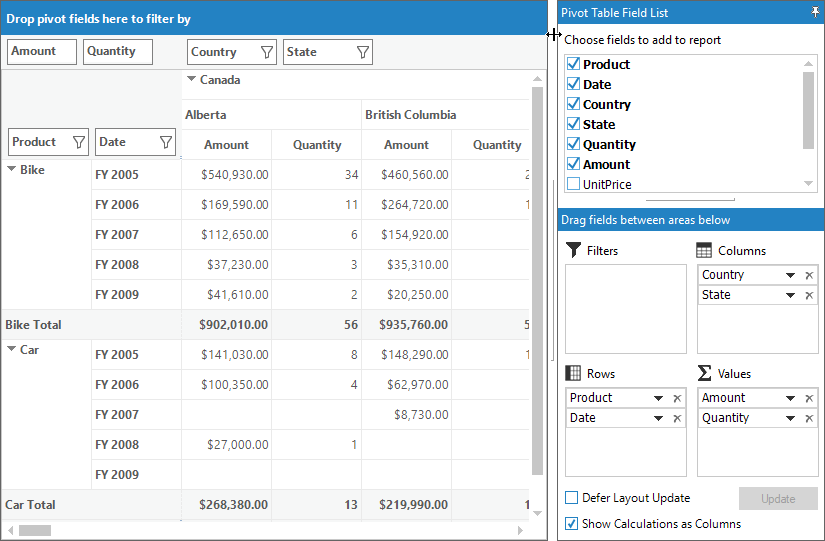 Drop pivot fields here to filter by
Amount Quantity Country State
Canada
Alberta British Columbia
Product Date Amount Quantity Amount Quantity
Bike FY 2005 $540,930.00 34 $460,560.00
FY 2006 $169,590.00 11 $264,720.00
FY 2007 $112,650.00 6 $154,920.00
FY 2008 $37,230.00 3 $35,310.00
FY 2009 $41,610.00 2 $20,250.00
Bike Total $902,010.00 56 $935,760.00
Car FY 2005 $141,030.00 8 $148,290.00
FY 2006 $100,350.00 4 $62,970.00
FY 2007 $8,730.00
FY 2008 $27,000.00 1
FY 2009
Car Total $268,380.00 13 $219,990.00
Pivot Table Field List
Choose fields to add to report
Product
Date
Country
State
Quantity
Amount
UnitPrice
Drag fields between areas below
Filters Columns
Country
State
Rows Values
Product Amount
Date Quantity
Defer Layout Update Update
Show Calculations as Columns